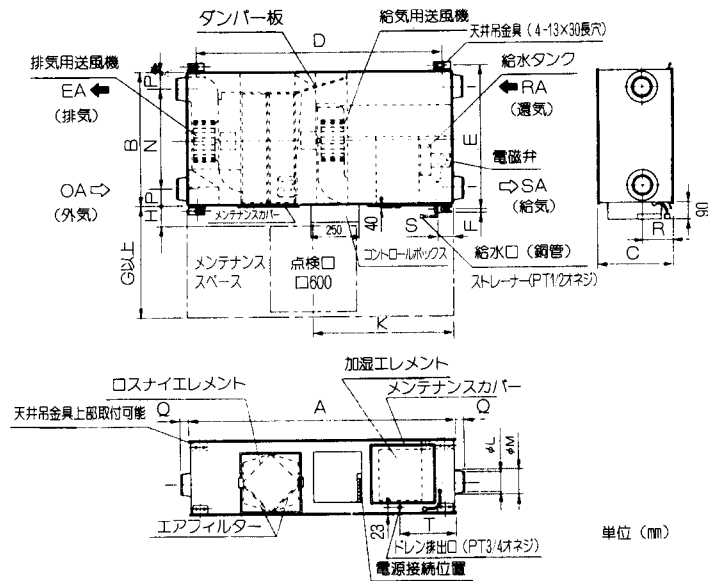 ダンパー板
給気用送風機
天井吊金具（4-13×30長穴）
D
排気用送風機
給水タンク
EA
（排気）
RA
（還気）
P
B
N
E
電磁弁
OA
（外気）
SA
（給気）
P
H
メンテナンスカバー
250
40
S
F
コントロールボックス
給水口（銅管）
ストレーナー(PT1/2オネジ)
G以上
メンテナンス
スペース
点検口
□600
K
R
C
90
加湿エレメント
ロスナイエレメント
メンテナンスカバー
天井吊金具上部取付可能
Q
A
Q
φL
φM
エアフィルター
23
T
ドレン排出口（PT3/4オネジ）
電源接続位置
単位（mm）